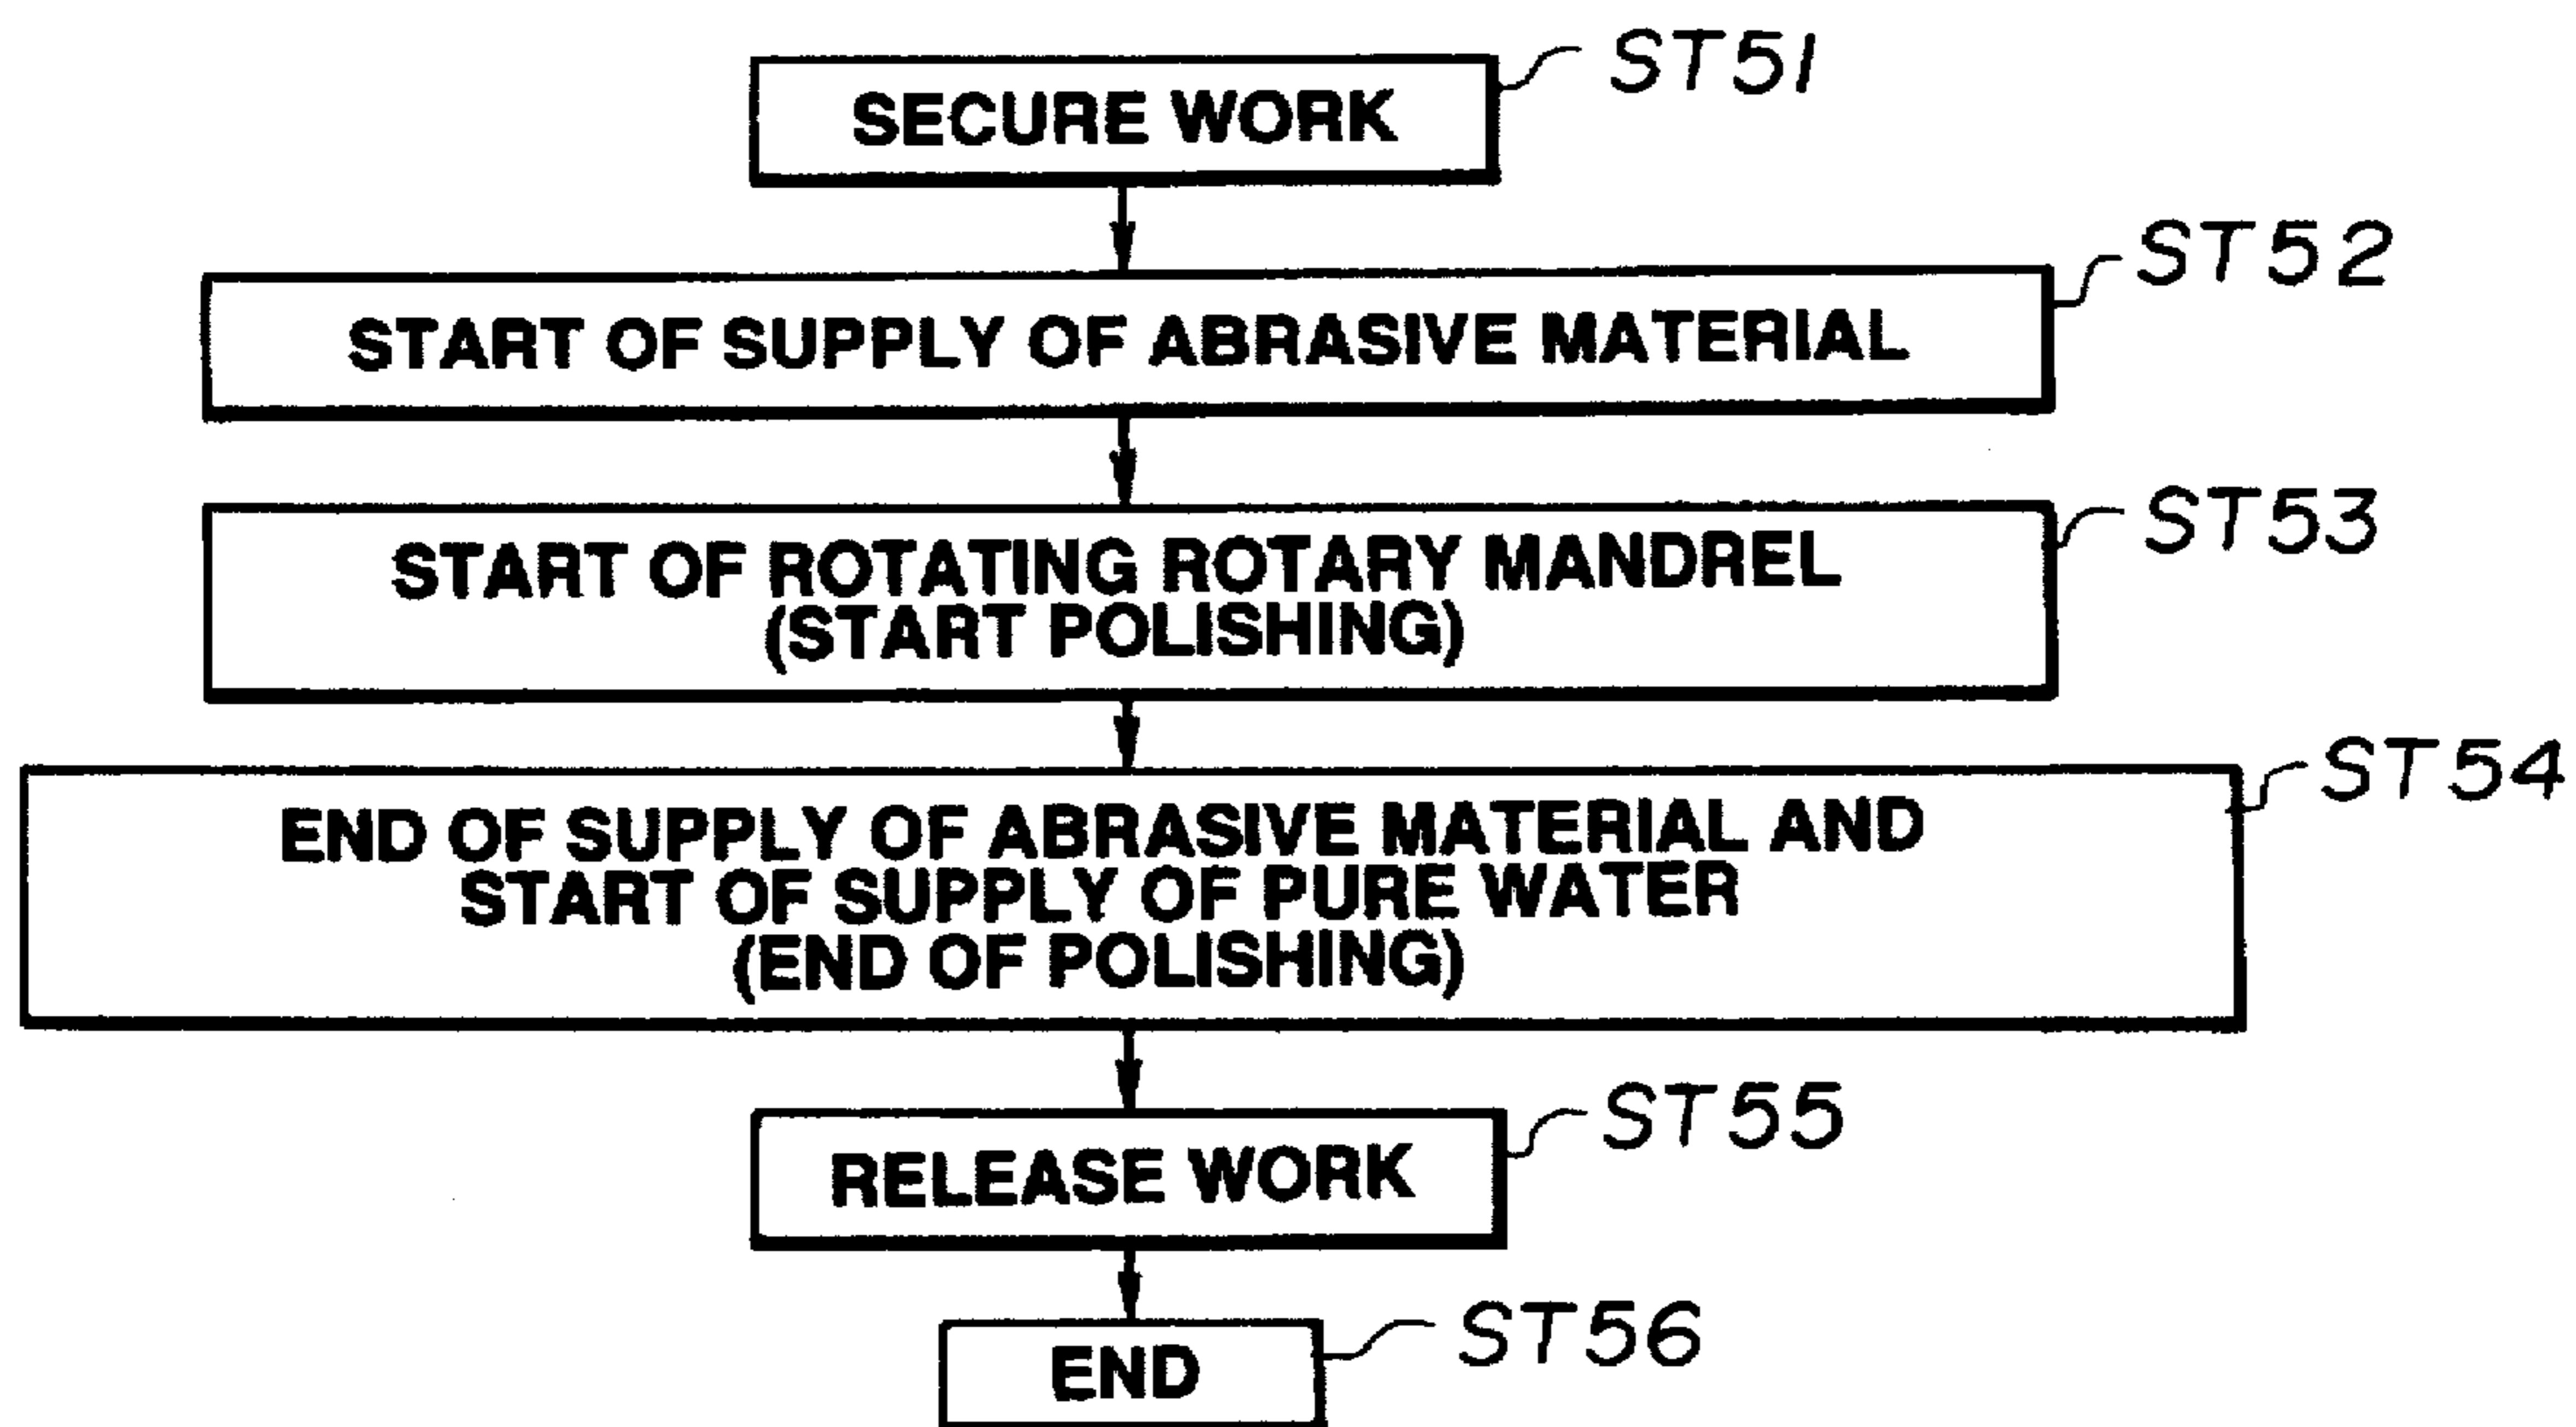 SECURE WORK
ST51
START OF SUPPLY OF ABRASIVE MATERIAL
ST52
START OF ROTATING ROTARY MANDREL
(START POLISHING)
ST53
END OF SUPPLY OF ABRASIVE MATERIAL AND
START OF SUPPLY OF PURE WATER
(END OF POLISHING)
ST54
RELEASE WORK
ST55
END
ST56